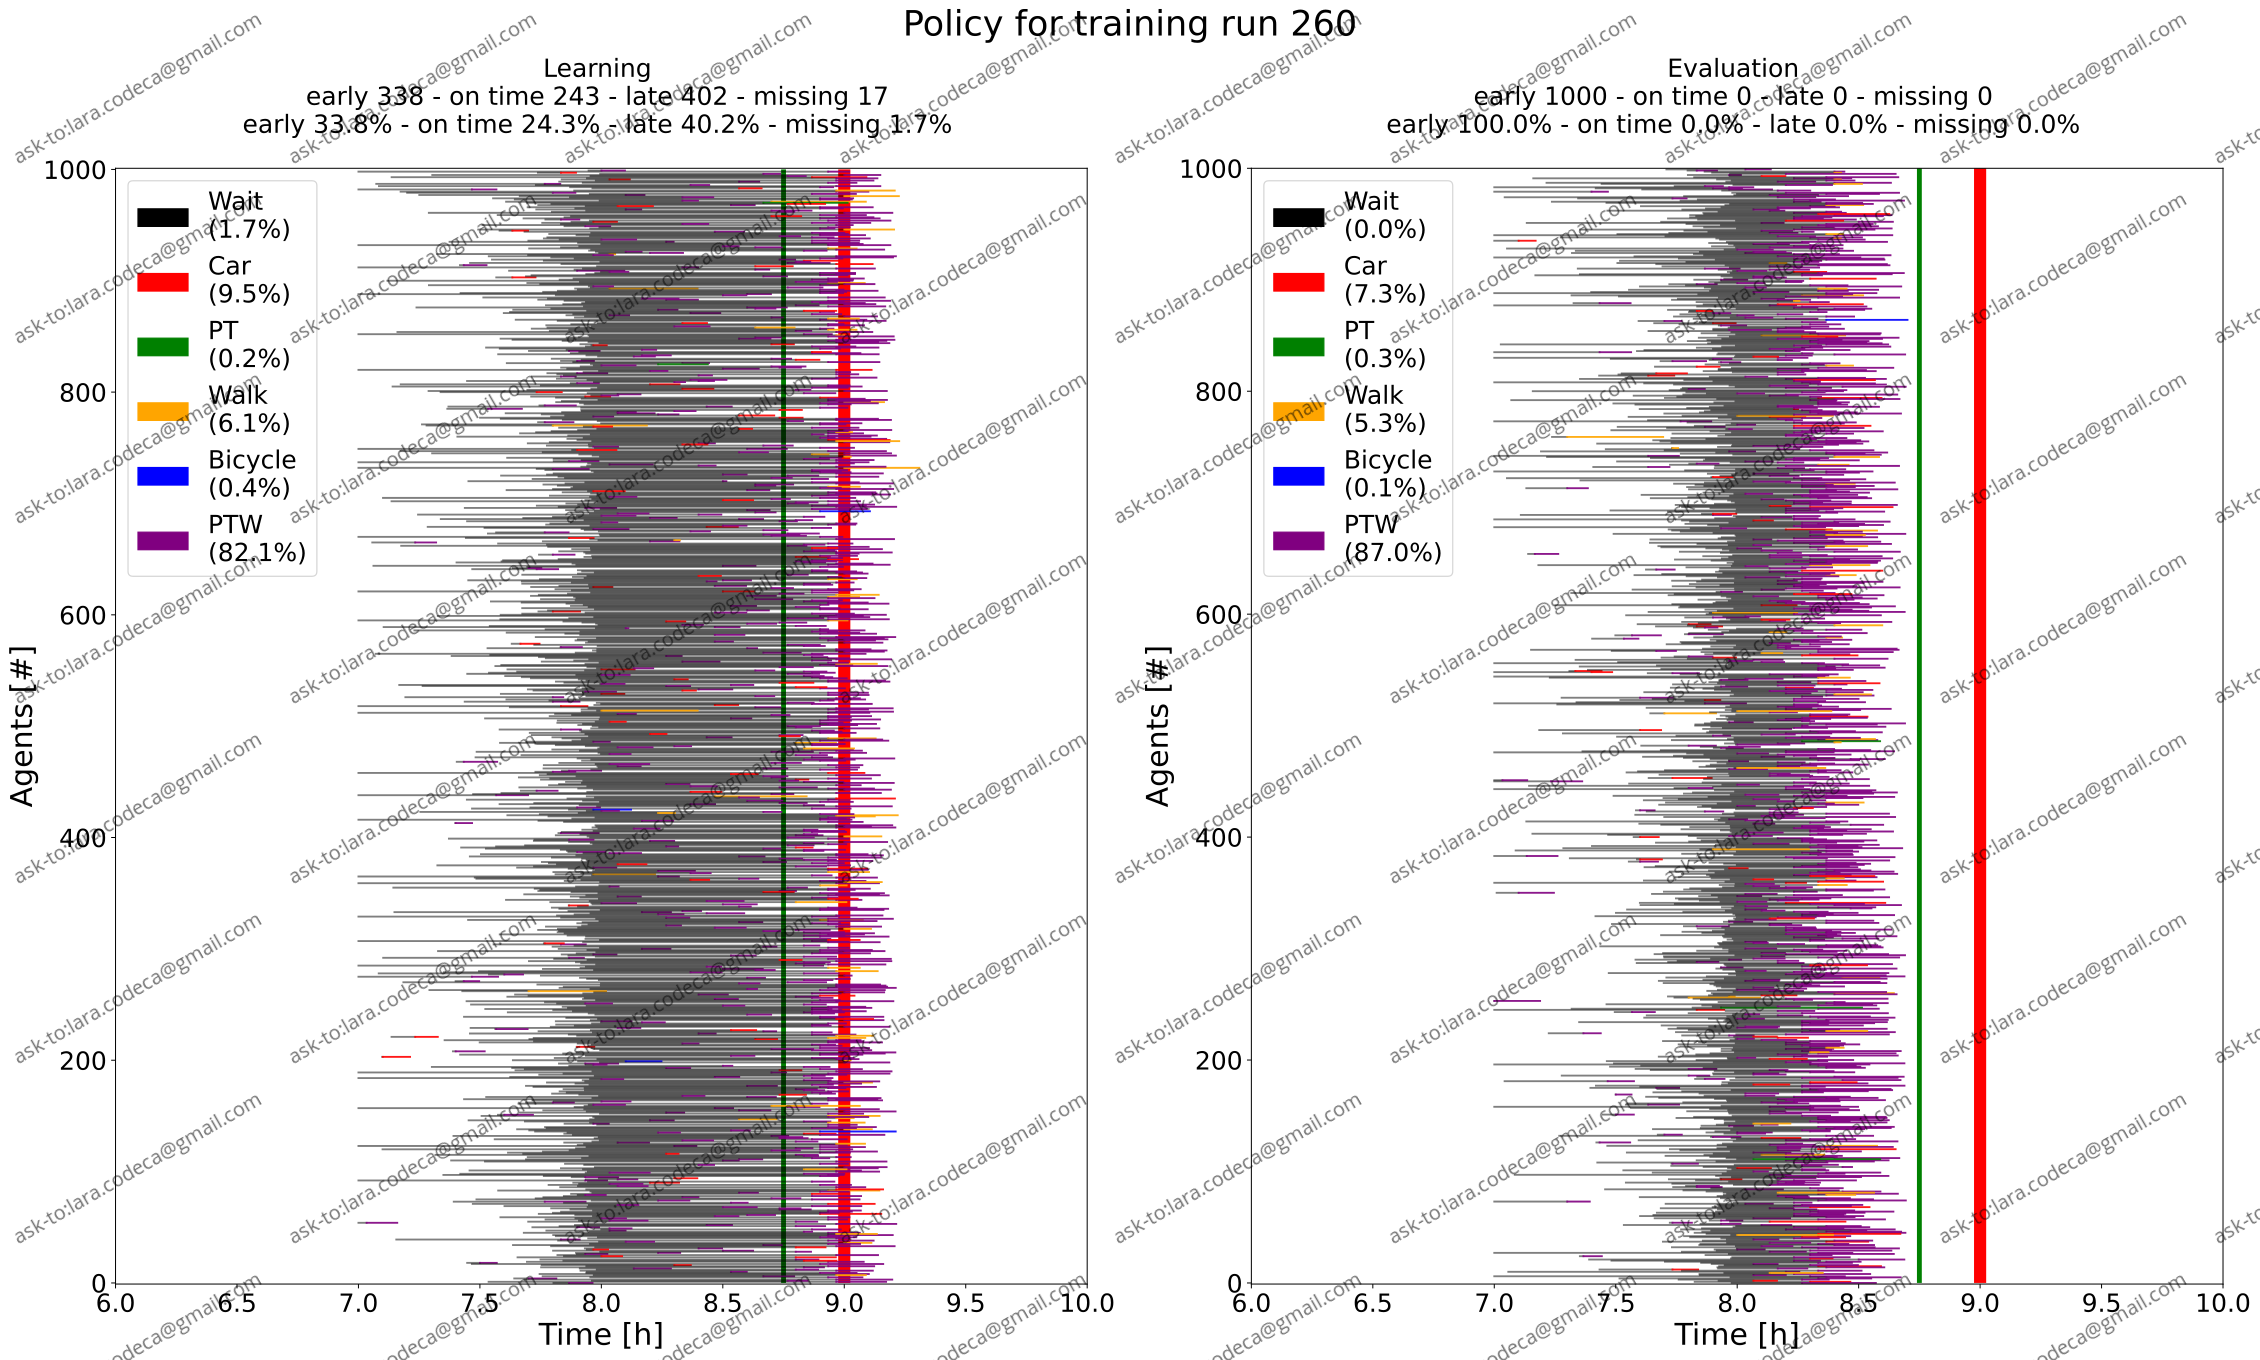 Policy for training run 260
Learning
early 338 - on time 243 - late 402 - missing 17
early 33.8% - on time 24.3% - late 40.2% - missing 1.7%
1000
800
600
400
200
0
Agents [#]
Wait
(1.7%)
Car
(9.5%)
PT
(0.2%)
Walk
(6.1%)
Bicycle
(0.4%)
PTW
(82.1%)
6.0 6.5 7.0 7.5 8.0 8.5 9.0 9.5 10.0
Time [h]
Evaluation
early 1000 - on time 0 - late 0 - missing 0
early 100.0% - on time 0.0% - late 0.0% - missing 0.0%
1000
800
600
400
200
0
Agents [#]
Wait
(0.0%)
Car
(7.3%)
PT
(0.3%)
Walk
(5.3%)
Bicycle
(0.1%)
PTW
(87.0%)
6.0 6.5 7.0 7.5 8.0 8.5 9.0 9.5 10.0
Time [h]
ask-to:lara.codeca@gmail.com